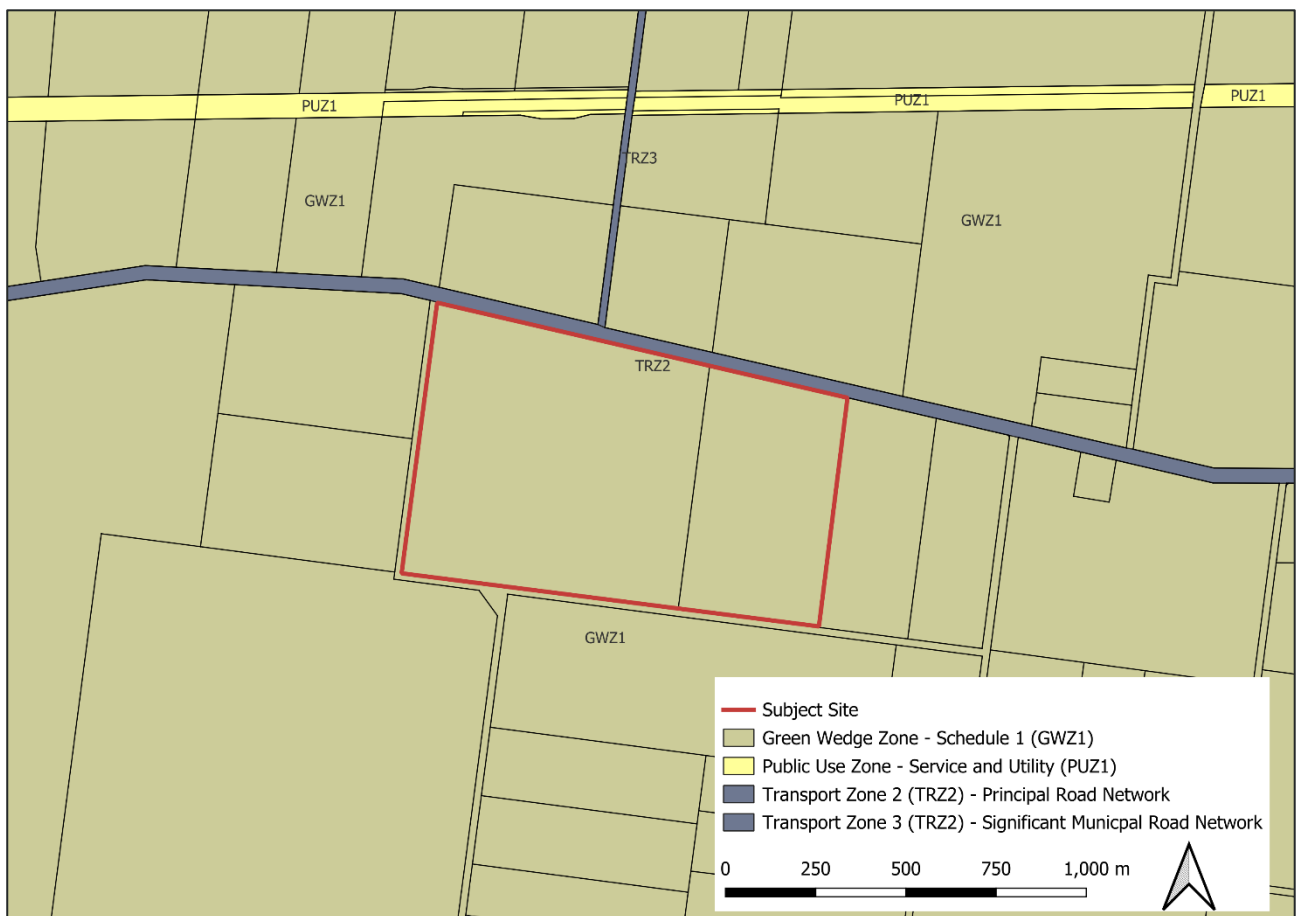 PUZ1
PUZ1
PUZ1
TRZ3
GWZ1
GWZ1
TRZ2
GWZ1
Subject Site
Green Wedge Zone - Schedule 1 (GWZ1)
Public Use Zone - Service and Utility (PUZ1)
Transport Zone 2 (TRZ2) - Principal Road Network
Transport Zone 3 (TRZ2) - Significant Municpal Road Network
0 250 500 750 1,000 m